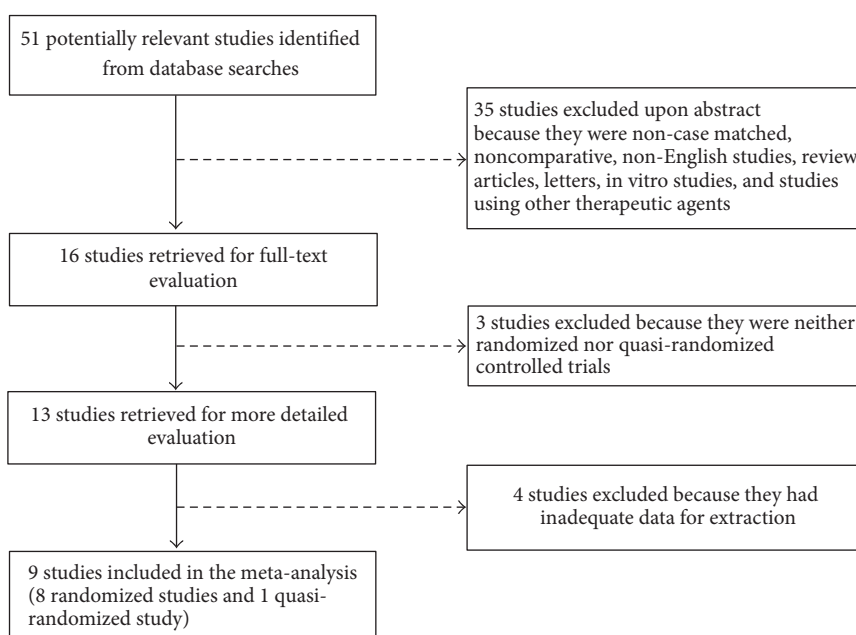 51 potentially relevant studies identified
from database searches
35 studies excluded upon abstract
because they were non-case matched,
noncomparative, non-English studies, review
articles, letters, in vitro studies, and studies
using other therapeutic agents
16 studies retrieved for full-text
evaluation
3 studies excluded because they were neither
randomized nor quasi-randomized
controlled trials
13 studies retrieved for more detailed
evaluation
4 studies excluded because they had
inadequate data for extraction
9 studies included in the meta-analysis
(8 randomized studies and 1 quasi-
randomized study)